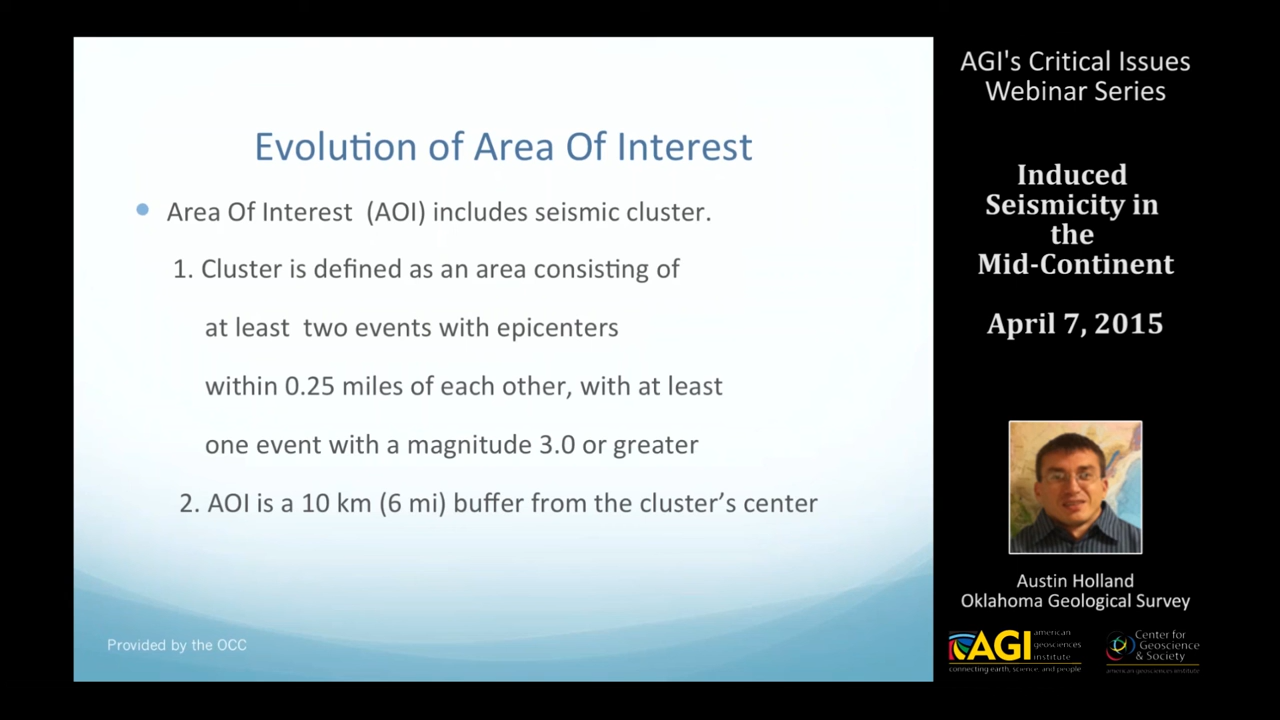 Evolution of Area Of Interest
Area Of Interest (AOI) includes seismic cluster.
1. Cluster is defined as an area consisting of
at least two events with epicenters
within 0.25 miles of each other, with at least
one event with a magnitude 3.0 or greater
2. AOI is a 10 km (6 mi) buffer from the cluster’s center
Provided by the OCC
AGI's Critical Issues
Webinar Series
Induced
Seismicity in
the
Mid-Continent
April 7, 2015
Austin Holland
Oklahoma Geological Survey
AGI
american
geosciences
institute
connecting earth, science, and people
Center for
Geoscience
& Society
american geosciences institute